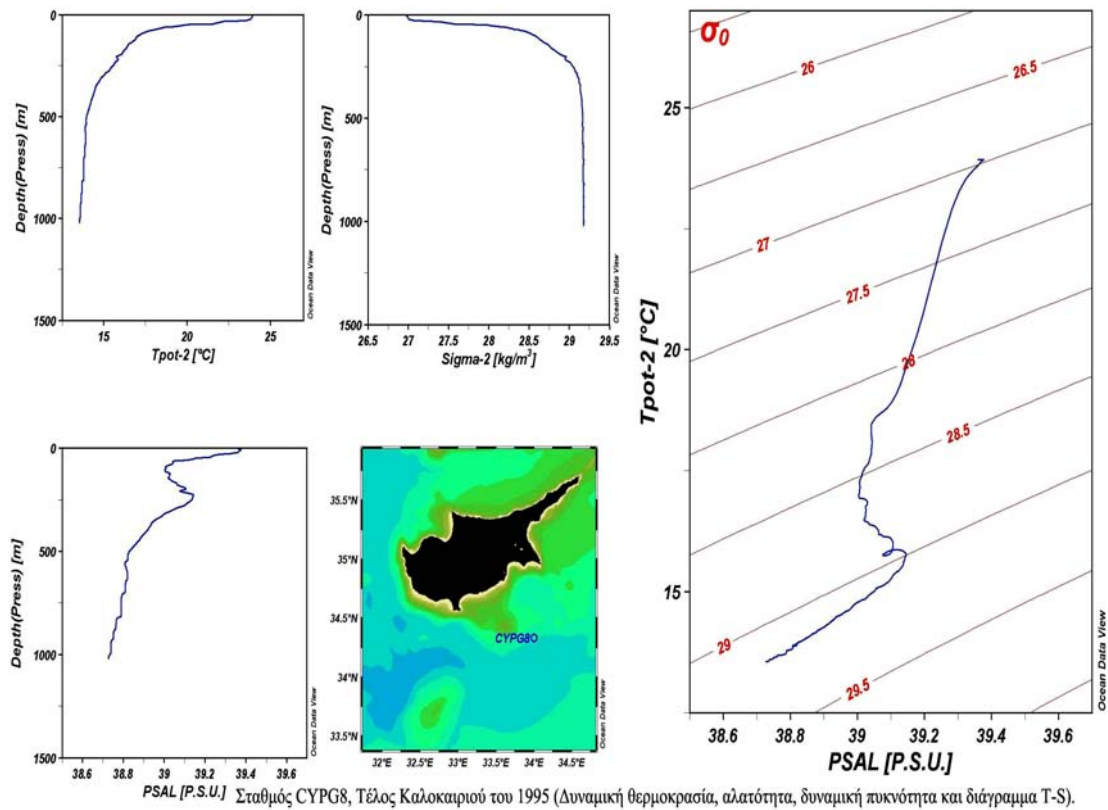 0
500
1000
1500
Depth(Press) [m]
15
20
25
Tpot-2 [°C]
Ocean Data View
0
500
1000
1500
Depth(Press) [m]
26.5
27
27.5
28
28.5
29
29.5
Sigma-2 [kg/m³]
Ocean Data View
σ₀
26
26.5
27
27.5
28
28.5
29
29.5
25
20
15
Tpot-2 [°C]
38.6
38.8
39
39.2
39.4
39.6
PSAL [P.S.U.]
Ocean Data View
0
500
1000
1500
Depth(Press) [m]
38.6
38.8
39
39.2
39.4
39.6
PSAL [P.S.U.]
Ocean Data View
35.5°N
35°N
34.5°N
34°N
33.5°N
CYPG8O
32°E
32.5°E
33°E
33.5°E
34°E
34.5°E
Ocean Data View
Σταθμός CYPG8, Τέλος Καλοκαιριού του 1995 (Δυναμική θερμοκρασία, αλατότητα, δυναμική πυκνότητα και διάγραμμα T-S).